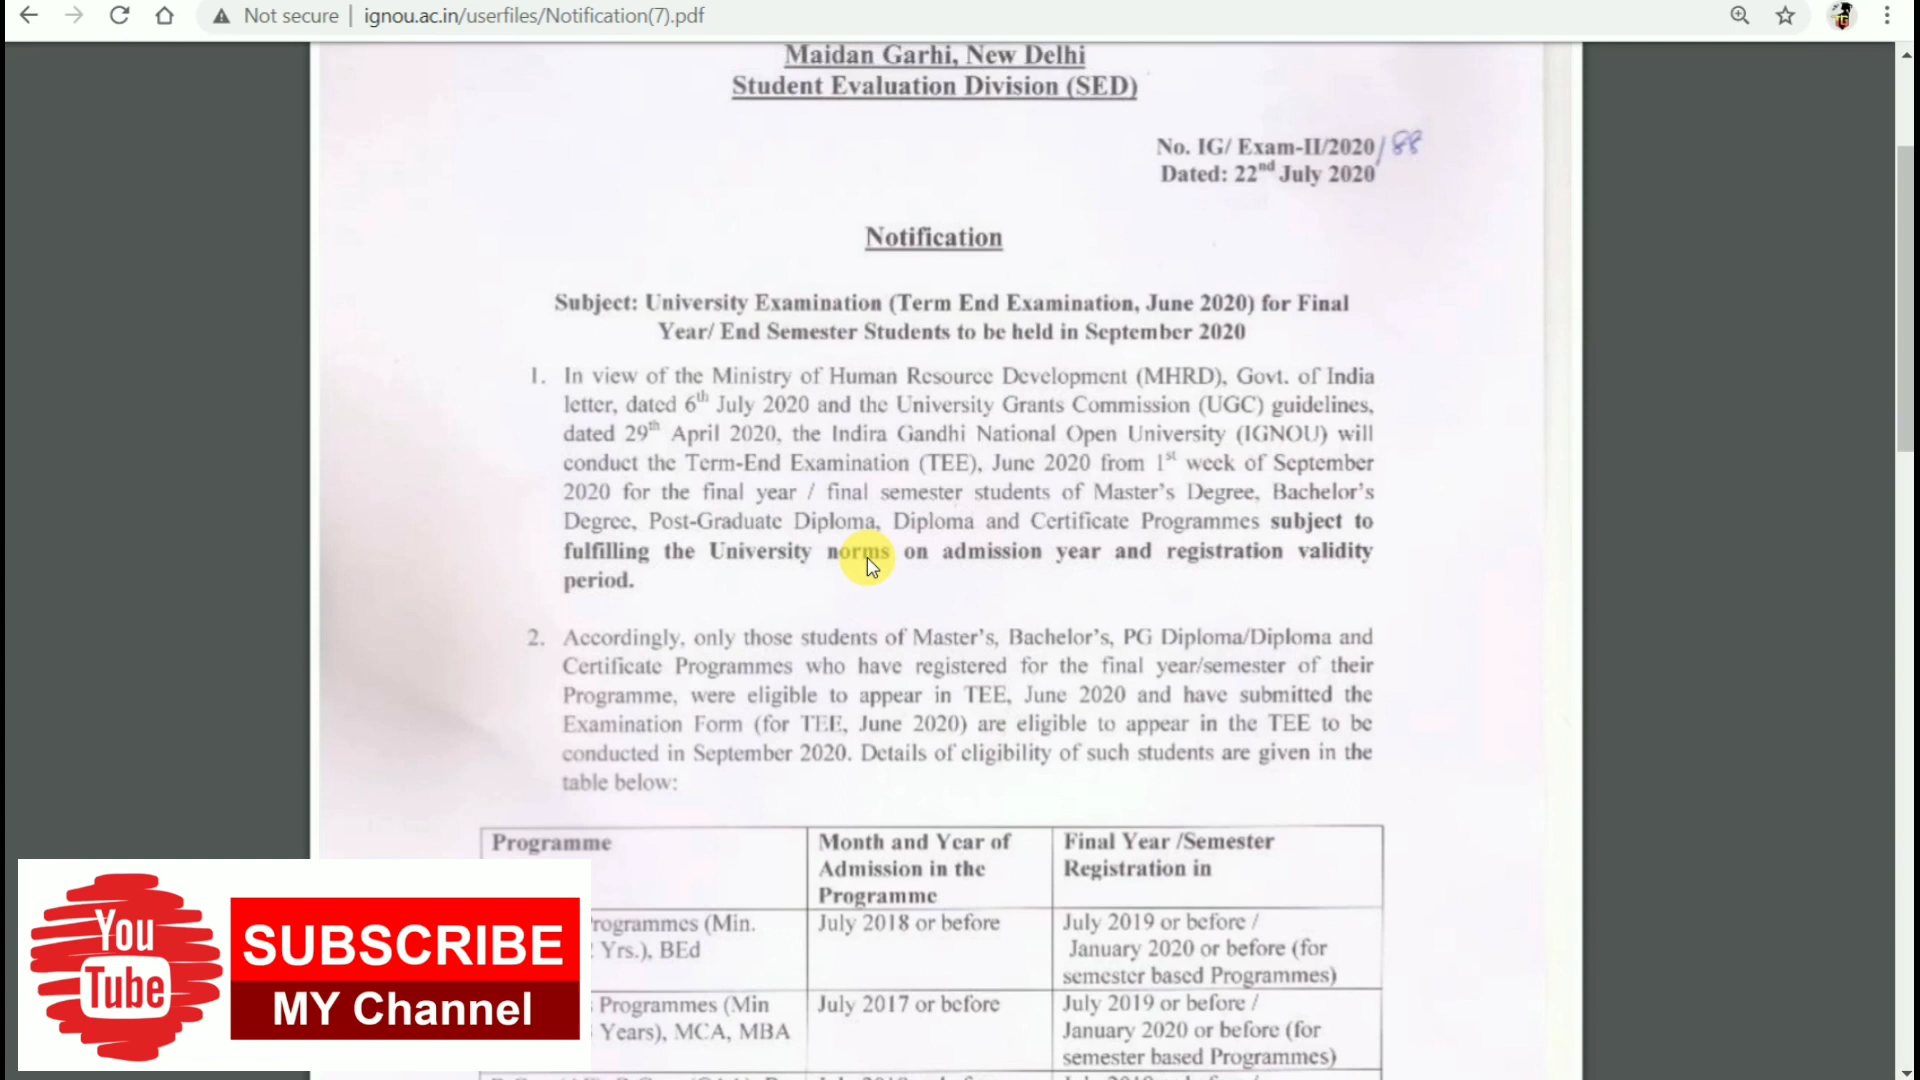 Not secure | ignou.ac.in/userfiles/Notification(7).pdf
Maidan Garhi, New Delhi
Student Evaluation Division (SED)
No. IG/ Exam-II/2020/88
Dated: 22nd July 2020
Notification
Subject: University Examination (Term End Examination, June 2020) for Final
Year/ End Semester Students to be held in September 2020
1. In view of the Ministry of Human Resource Development (MHRD), Govt. of India
letter, dated 6th July 2020 and the University Grants Commission (UGC) guidelines,
dated 29th April 2020, the Indira Gandhi National Open University (IGNOU) will
conduct the Term-End Examination (TEE), June 2020 from 1st week of September
2020 for the final year / final semester students of Master's Degree, Bachelor's
Degree, Post-Graduate Diploma, Diploma and Certificate Programmes subject to
fulfilling the University norms on admission year and registration validity
period.
2. Accordingly, only those students of Master's, Bachelor's, PG Diploma/Diploma and
Certificate Programmes who have registered for the final year/semester of their
Programme, were eligible to appear in TEE, June 2020 and have submitted the
Examination Form (for TEE, June 2020) are eligible to appear in the TEE to be
conducted in September 2020. Details of eligibility of such students are given in the
table below:
Programme
Month and Year of
Admission in the
Programme
Final Year /Semester
Registration in
rogrammes (Min.
Yrs.), BEd
July 2018 or before
July 2019 or before /
January 2020 or before (for
semester based Programmes)
Programmes (Min
Years), MCA, MBA
July 2017 or before
July 2019 or before /
January 2020 or before (for
semester based Programmes)
You
Tube
SUBSCRIBE
MY Channel